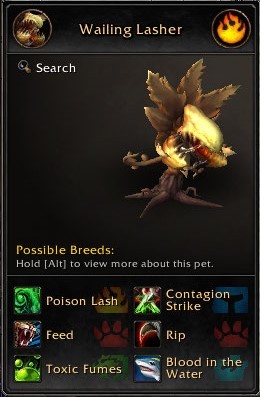 Wailing Lasher
Search
Possible Breeds:
Hold [Alt] to view more about this pet.
Poison Lash
Contagion
Strike
Feed
Rip
Toxic Fumes
Blood in the
Water